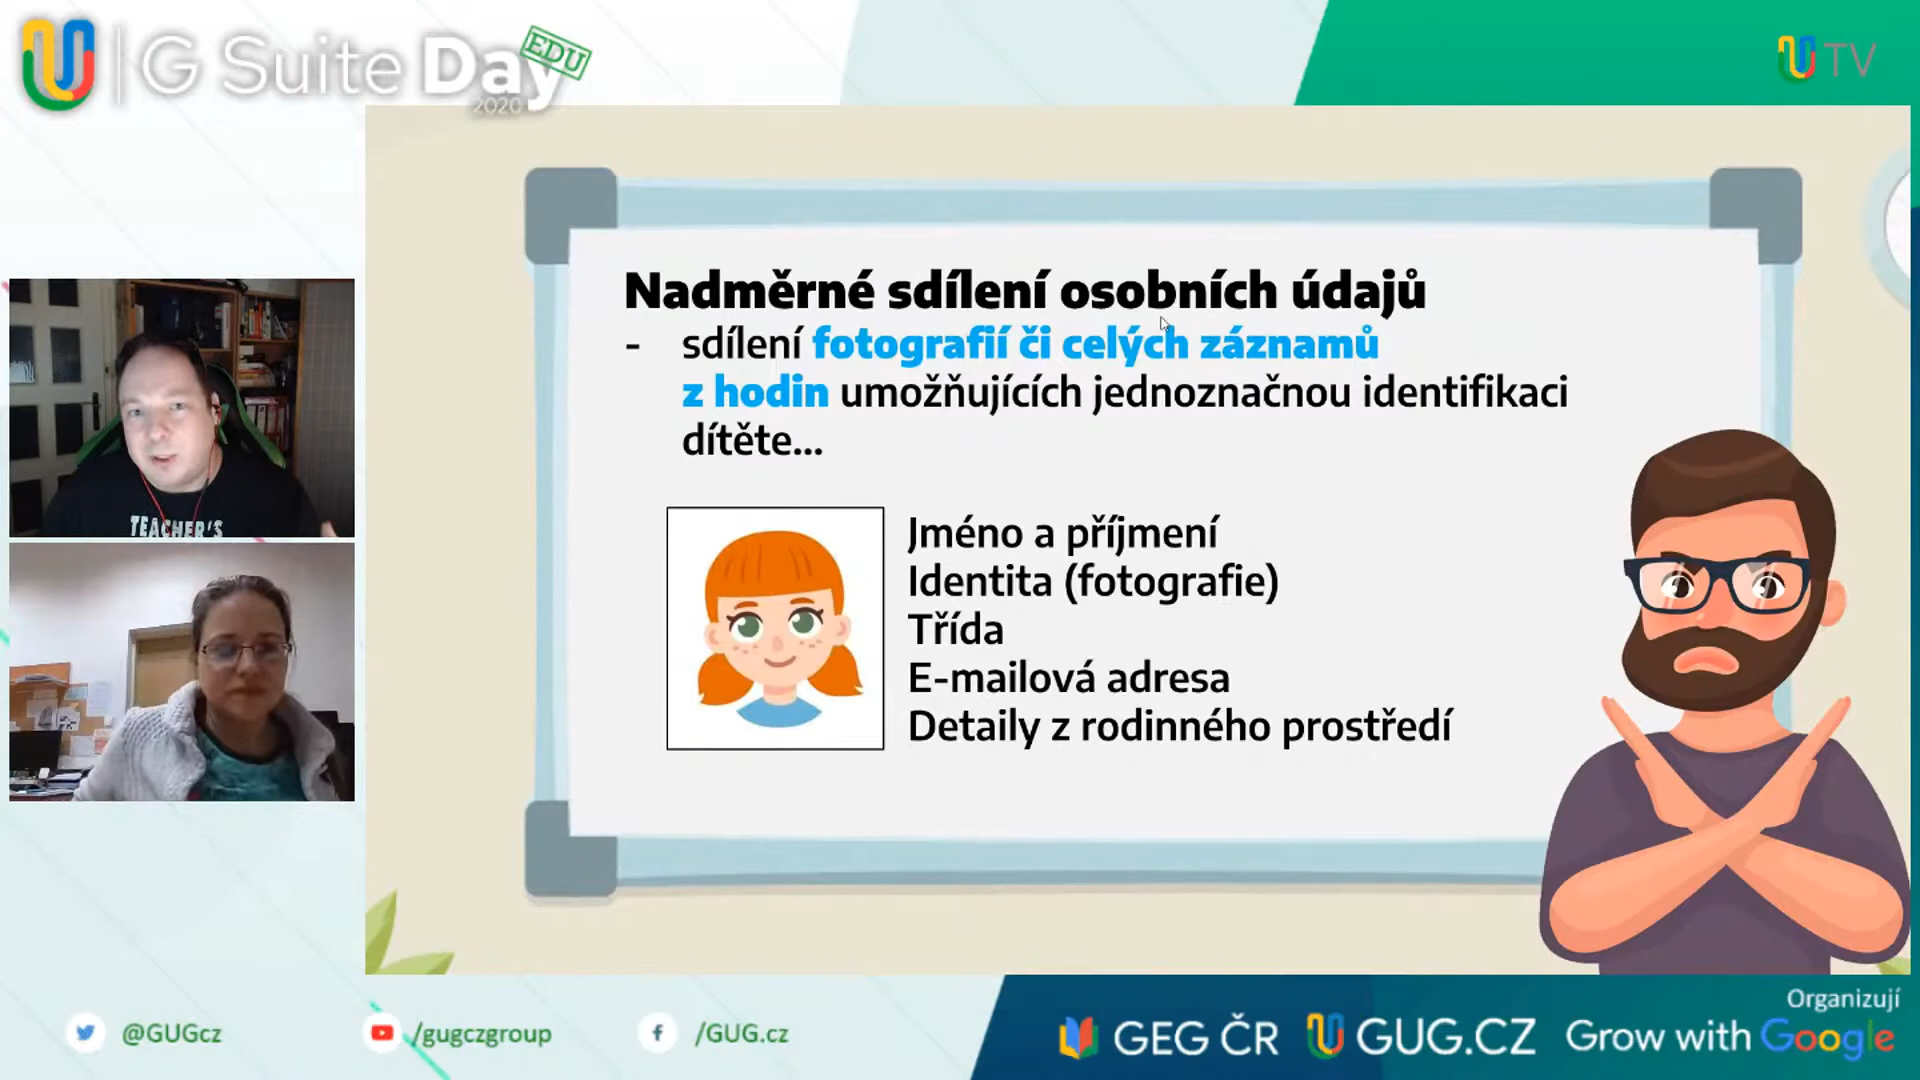 G Suite Day
EDU
2020
TV
Nadměrné sdílení osobních údajů
- sdílení fotografií či celých záznamů
z hodin umožňujících jednoznačnou identifikaci
dítěte...
Jméno a příjmení
Identita (fotografie)
Třída
E-mailová adresa
Detaily z rodinného prostředí
TEACHER'S
@GUGcz
/gugczgroup
/GUG.cz
Organizují
GEG ČR
GUG.CZ
Grow with Google